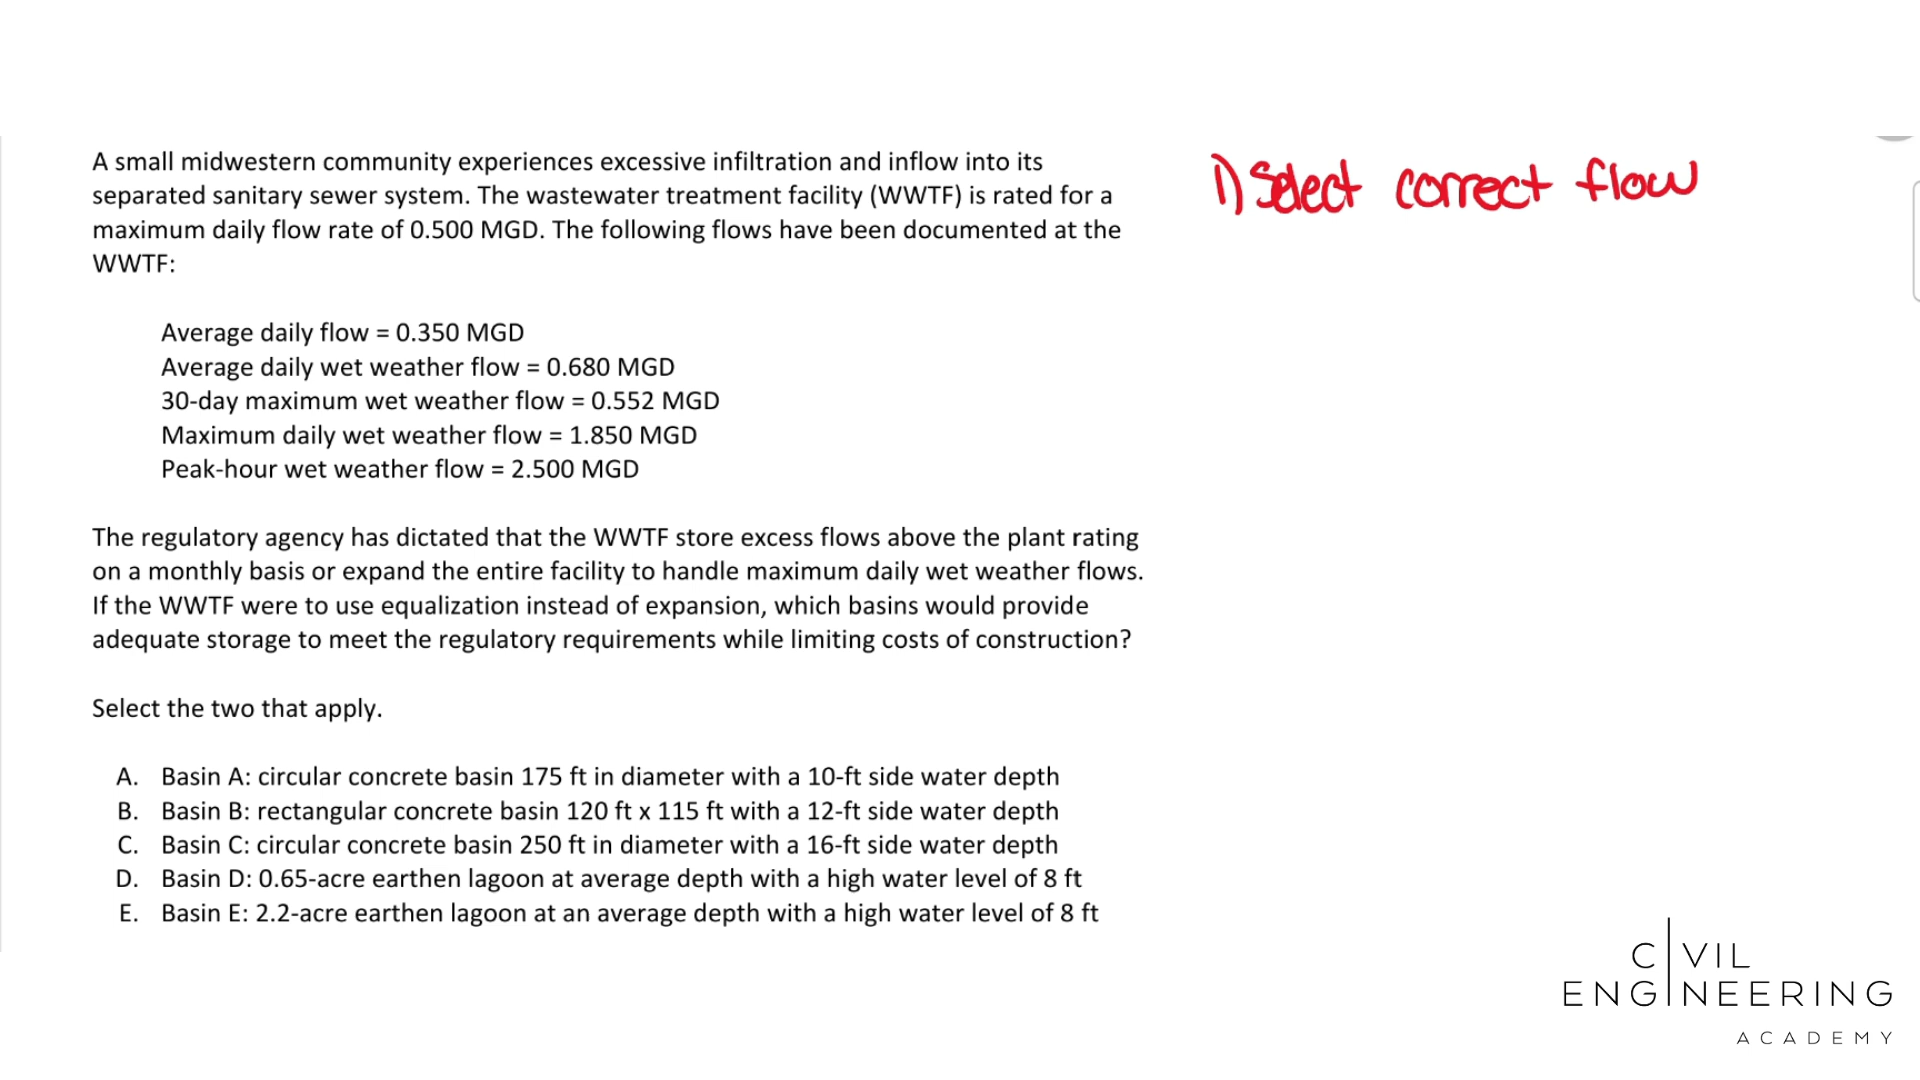 A small midwestern community experiences excessive infiltration and inflow into its
separated sanitary sewer system. The wastewater treatment facility (WWTF) is rated for a
maximum daily flow rate of 0.500 MGD. The following flows have been documented at the
WWTF:
Average daily flow = 0.350 MGD
Average daily wet weather flow = 0.680 MGD
30-day maximum wet weather flow = 0.552 MGD
Maximum daily wet weather flow = 1.850 MGD
Peak-hour wet weather flow = 2.500 MGD
The regulatory agency has dictated that the WWTF store excess flows above the plant rating
on a monthly basis or expand the entire facility to handle maximum daily wet weather flows.
If the WWTF were to use equalization instead of expansion, which basins would provide
adequate storage to meet the regulatory requirements while limiting costs of construction?
Select the two that apply.
A. Basin A: circular concrete basin 175 ft in diameter with a 10-ft side water depth
B. Basin B: rectangular concrete basin 120 ft x 115 ft with a 12-ft side water depth
C. Basin C: circular concrete basin 250 ft in diameter with a 16-ft side water depth
D. Basin D: 0.65-acre earthen lagoon at average depth with a high water level of 8 ft
E. Basin E: 2.2-acre earthen lagoon at an average depth with a high water level of 8 ft
1) Select correct flow
CIVIL
ENGINEERING
ACADEMY